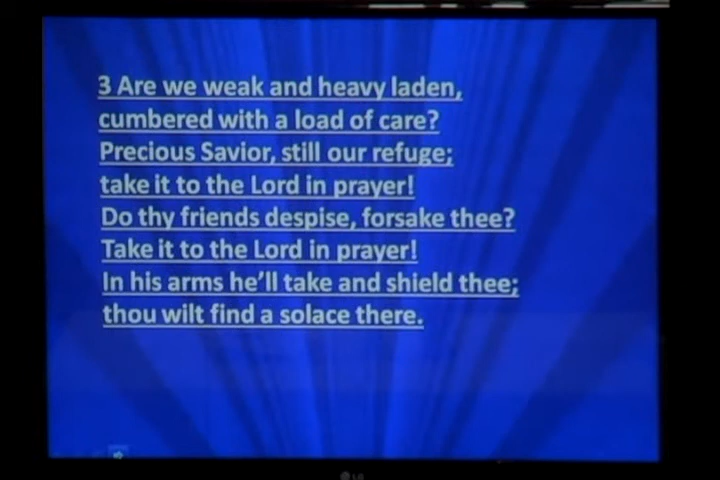 3 Are we weak and heavy laden,
cumbered with a load of care?
Precious Savior, still our refuge;
take it to the Lord in prayer!
Do thy friends despise, forsake thee?
Take it to the Lord in prayer!
In his arms he'll take and shield thee;
thou wilt find a solace there.
LG